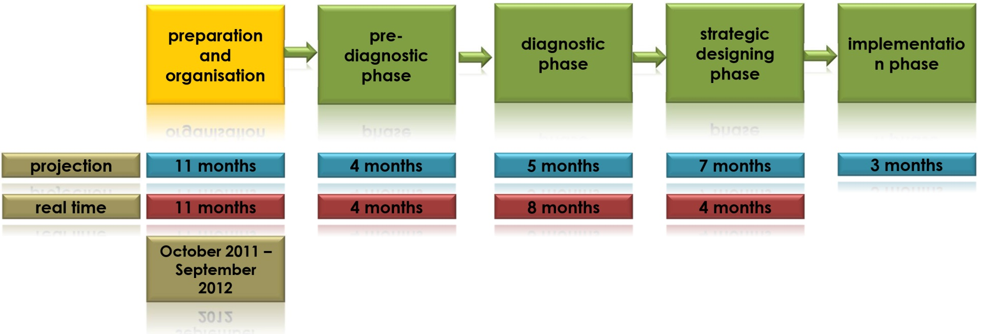 preparation
and
organisation
pre-
diagnostic
phase
diagnostic
phase
strategic
designing
phase
implementatio
n phase
projection
11 months
4 months
5 months
7 months
3 months
real time
11 months
4 months
8 months
4 months
October 2011 –
September
2012